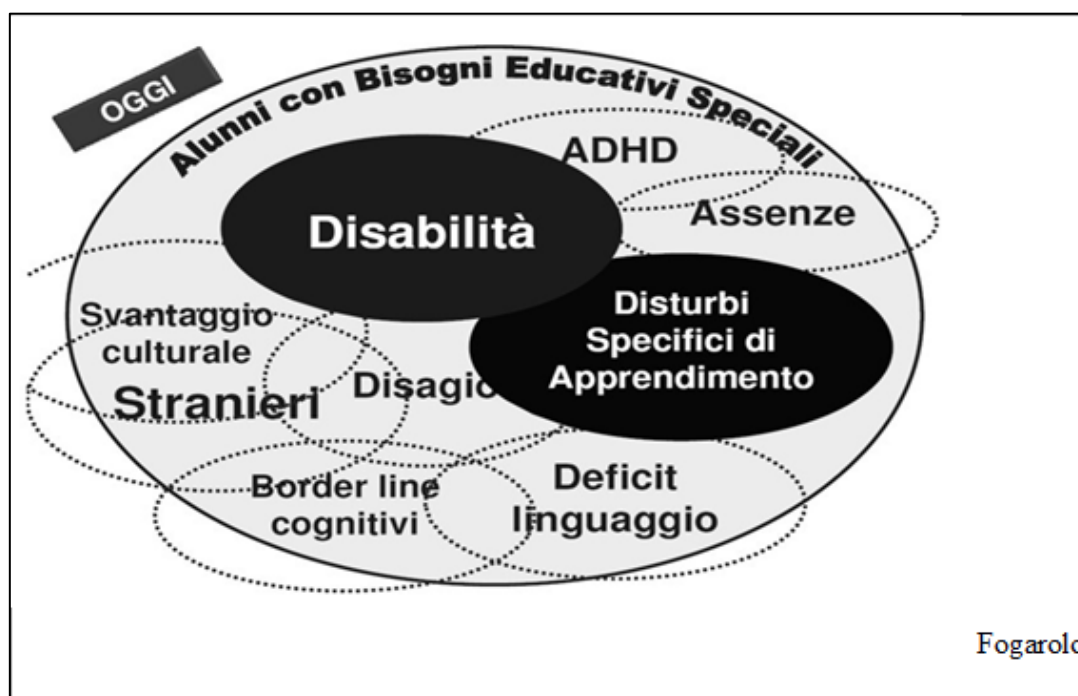 OGGI
Alunni con Bisogni Educativi Speciali
ADHD
Assenze
Disabilità
Disturbi
Specifici di
Apprendimento
Svantaggio
culturale
Stranieri
Disagio
Border line
cognitivi
Deficit
linguaggio
Fogarolo